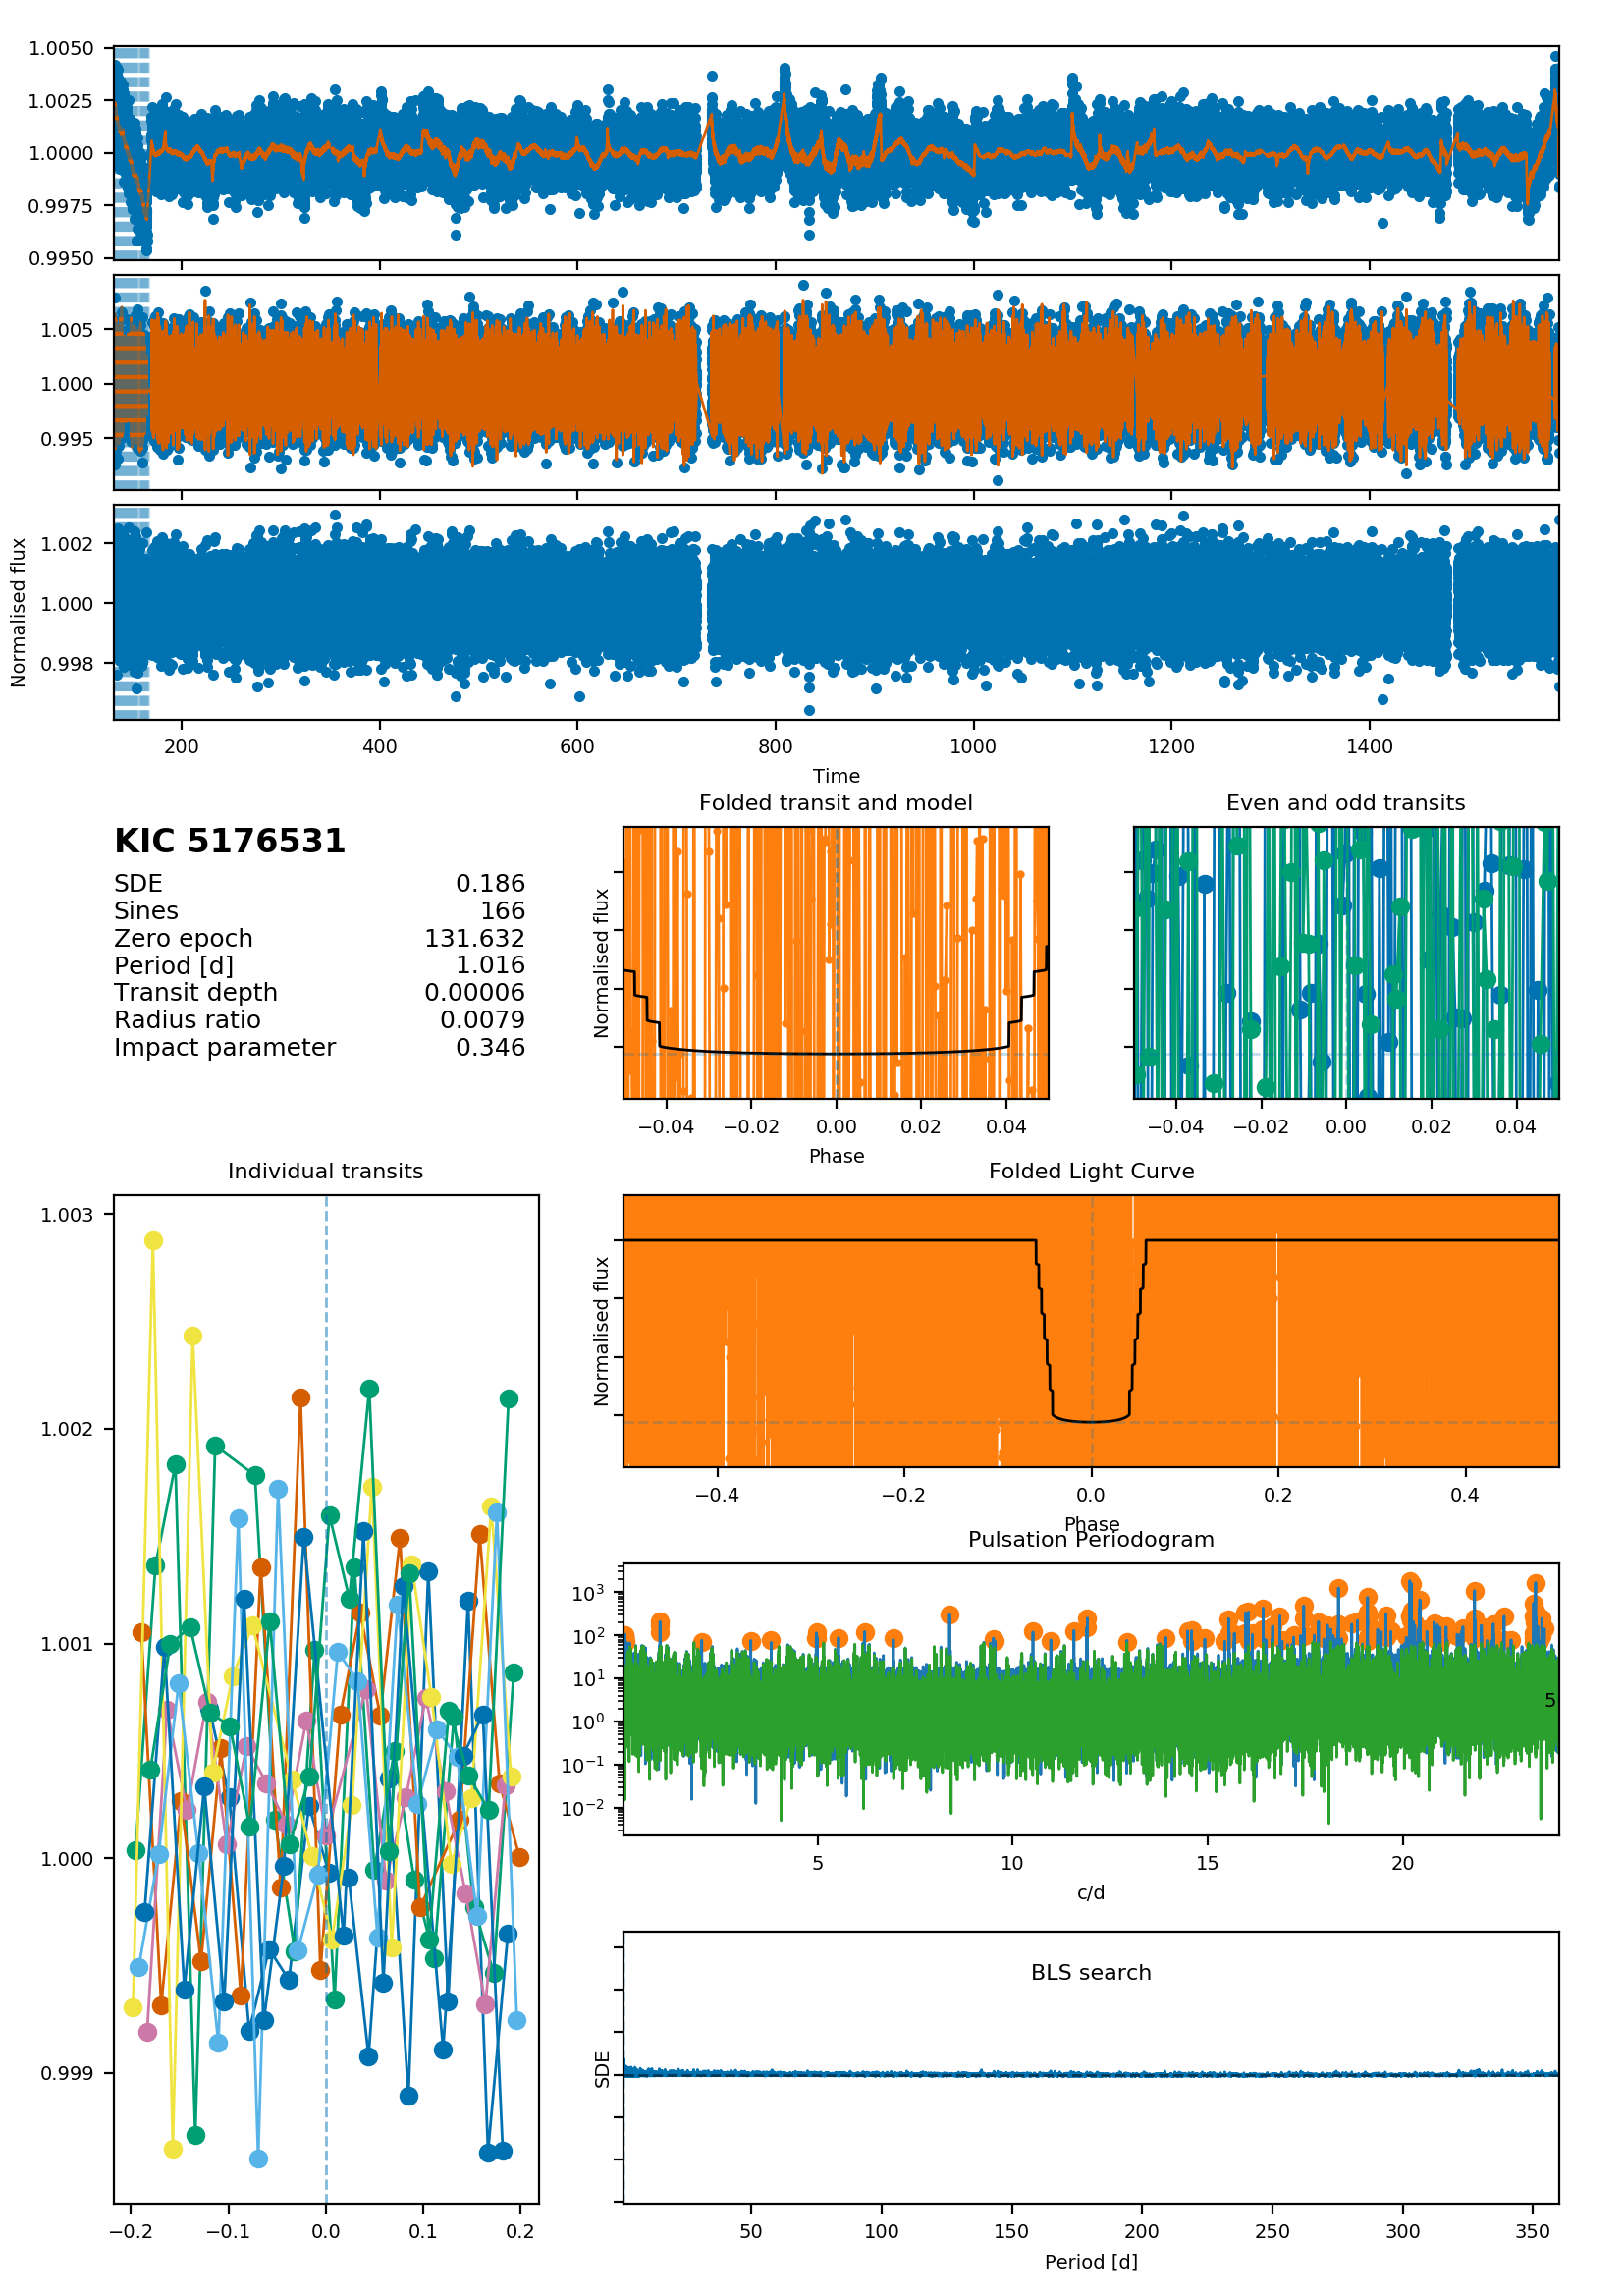 1.0050
1.0025
1.0000
0.9975
0.9950
1.005
1.000
0.995
1.002
1.000
0.998
Normalised flux
200 400 600 800 1000 1200 1400
Time
KIC 5176531
SDE 0.186
Sines 166
Zero epoch 131.632
Period [d] 1.016
Transit depth 0.00006
Radius ratio 0.0079
Impact parameter 0.346
Folded transit and model
Normalised flux
−0.04 −0.02 0.00 0.02 0.04
Phase
Even and odd transits
−0.04 −0.02 0.00 0.02 0.04
Individual transits
1.003
1.002
1.001
1.000
0.999
−0.2 −0.1 0.0 0.1 0.2
Folded Light Curve
Normalised flux
−0.4 −0.2 0.0 0.2 0.4
Phase
Pulsation Periodogram
10³
10²
10¹
10⁰
10⁻¹
10⁻²
5
5 10 15 20
c/d
BLS search
SDE
50 100 150 200 250 300 350
Period [d]